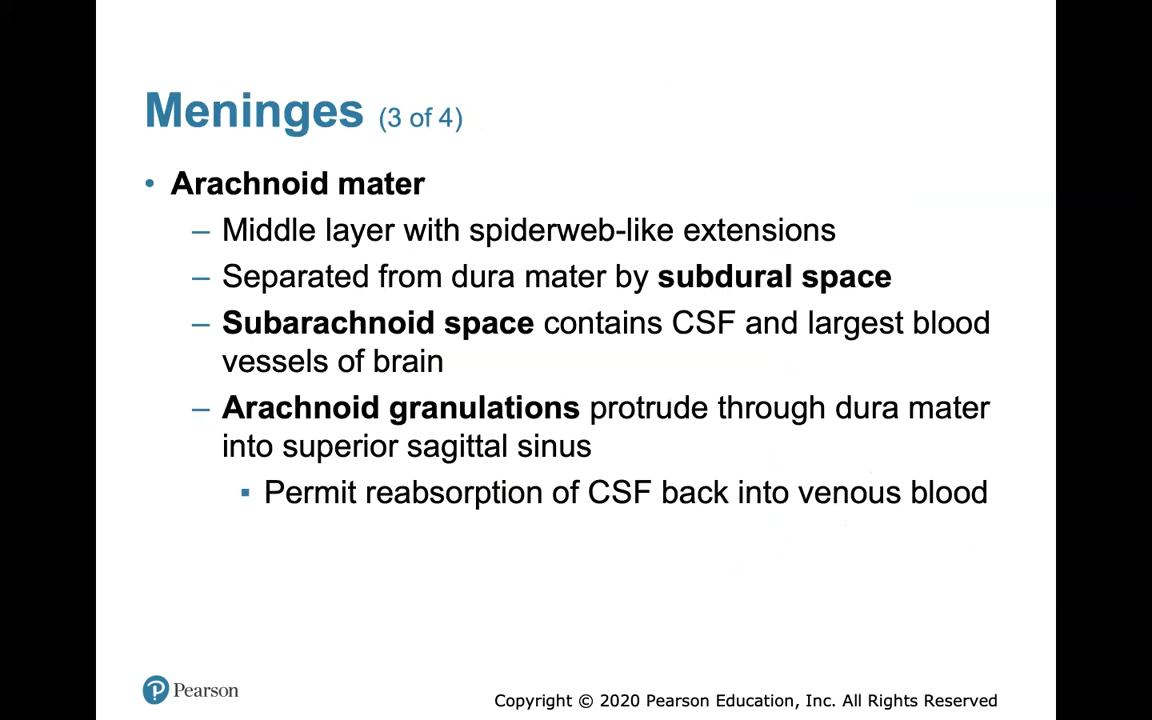 Meninges (3 of 4)
• Arachnoid mater
– Middle layer with spiderweb-like extensions
– Separated from dura mater by subdural space
– Subarachnoid space contains CSF and largest blood
vessels of brain
– Arachnoid granulations protrude through dura mater
into superior sagittal sinus
▪ Permit reabsorption of CSF back into venous blood
Pearson
Copyright © 2020 Pearson Education, Inc. All Rights Reserved